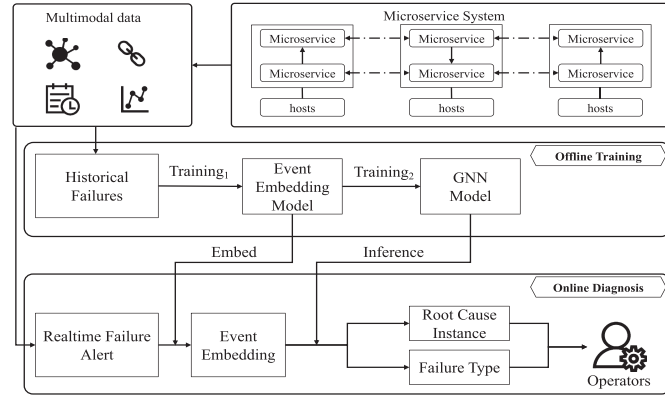 Multimodal data
Microservice System
Microservice
Microservice
Microservice
Microservice
Microservice
Microservice
hosts
hosts
hosts
Offline Training
Historical
Failures
Training₁
Event
Embedding
Model
Training₂
GNN
Model
Embed
Inference
Online Diagnosis
Realtime Failure
Alert
Event
Embedding
Root Cause
Instance
Failure Type
Operators